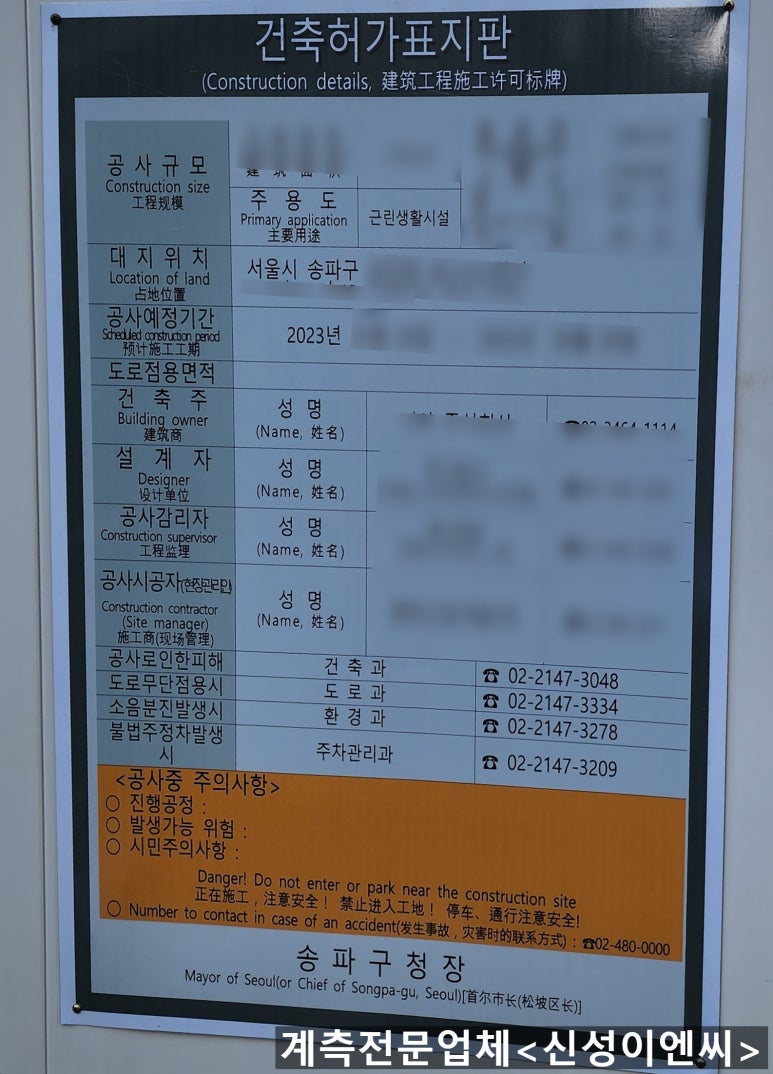 건축허가표지판
(Construction details, 建筑工程施工许可标牌)
공 사 규 모
Construction size
工程规模
주 용 도
Primary application
主要用途
근린생활시설
대 지 위 치
Location of land
占地位置
서울시 송파구
공사예정기간
Scheduled construction period
预计施工工期
2023년
도로점용면적
건 축 주
Building owner
建筑商
성 명
(Name, 姓名)
설 계 자
Designer
设计单位
성 명
(Name, 姓名)
공사감리자
Construction supervisor
工程监理
성 명
(Name, 姓名)
공사시공자(현장관리인)
Construction contractor
(Site manager)
施工商(现场管理)
성 명
(Name, 姓名)
공사로인한피해 건 축 과 ☎ 02-2147-3048
도로무단점용시 도 로 과 ☎ 02-2147-3334
소음분진발생시 환 경 과 ☎ 02-2147-3278
불법주정차발생
시
주차관리과 ☎ 02-2147-3209
<공사중 주의사항>
○ 진행공정 :
○ 발생가능 위험 :
○ 시민주의사항 :
Danger! Do not enter or park near the construction site
正在施工，注意安全！ 禁止进入工地！ 停车、通行注意安全!
○ Number to contact in case of an accident(发生事故，灾害时的联系方式) : ☎02-480-0000
송 파 구 청 장
Mayor of Seoul(or Chief of Songpa-gu, Seoul)[首尔市长(松坡区长)]
계측전문업체<신성이엔씨>